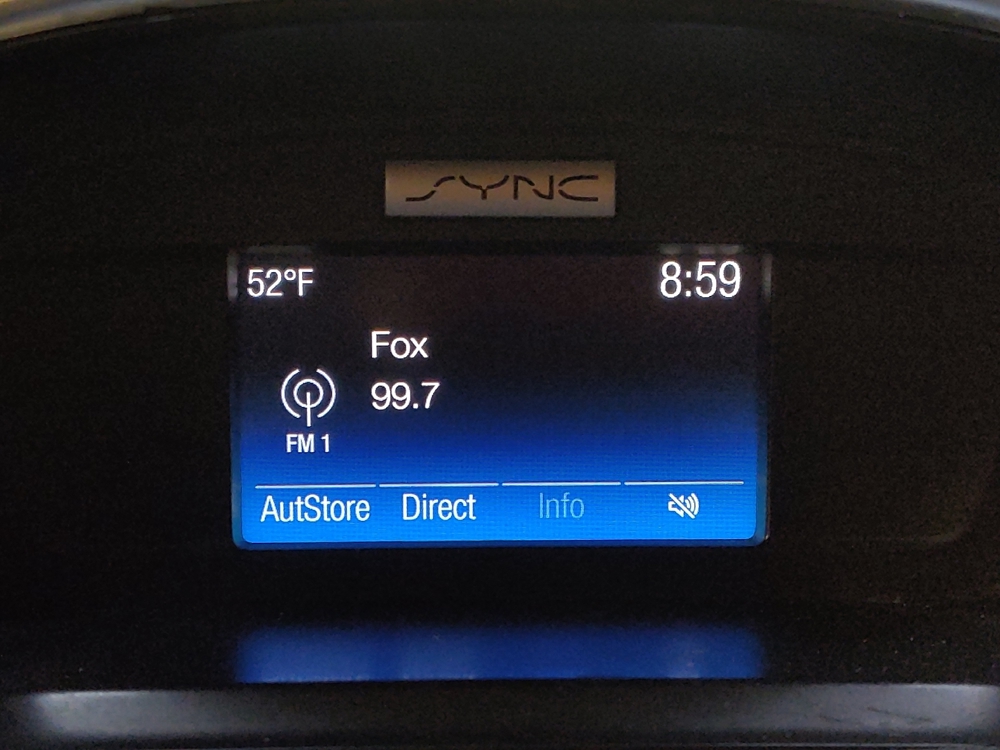 SYNC
52°F 8:59
Fox
99.7
FM 1
AutStore Direct Info